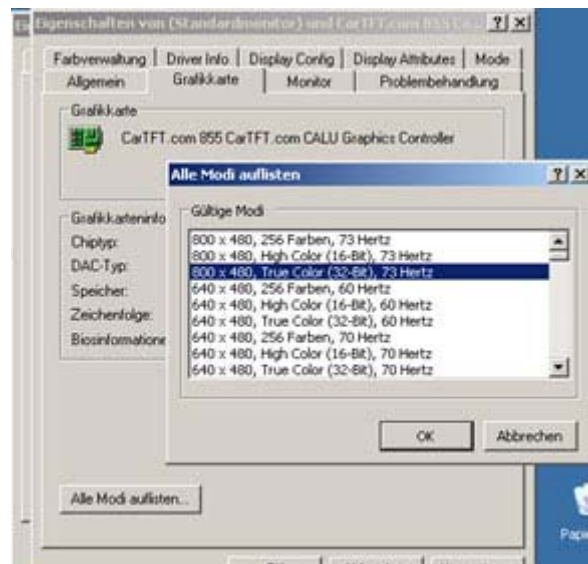 Eigenschaften von (Standardmonitor) und CarTFT.com 855 Ca
Farbverwaltung Driver Info Display Config Display Attributes Mode
Allgemein Grafikkarte Monitor Problembehandlung
Grafikkarte
CarTFT.com 855 CarTFT.com CALU Graphics Controller
Alle Modi auflisten
Grafikkarteninfo
Chiptyp:
DAC-Typ:
Speicher:
Zeichenfolge:
Biosinformatione
Gültige Modi
800 x 480, 256 Farben, 73 Hertz
800 x 480, High Color (16-Bit), 73 Hertz
800 x 480, True Color (32-Bit), 73 Hertz
640 x 480, 256 Farben, 60 Hertz
640 x 480, High Color (16-Bit), 60 Hertz
640 x 480, True Color (32-Bit), 60 Hertz
640 x 480, 256 Farben, 70 Hertz
640 x 480, High Color (16-Bit), 70 Hertz
640 x 480, True Color (32-Bit), 70 Hertz
OK Abbrechen
Alle Modi auflisten...
Papie